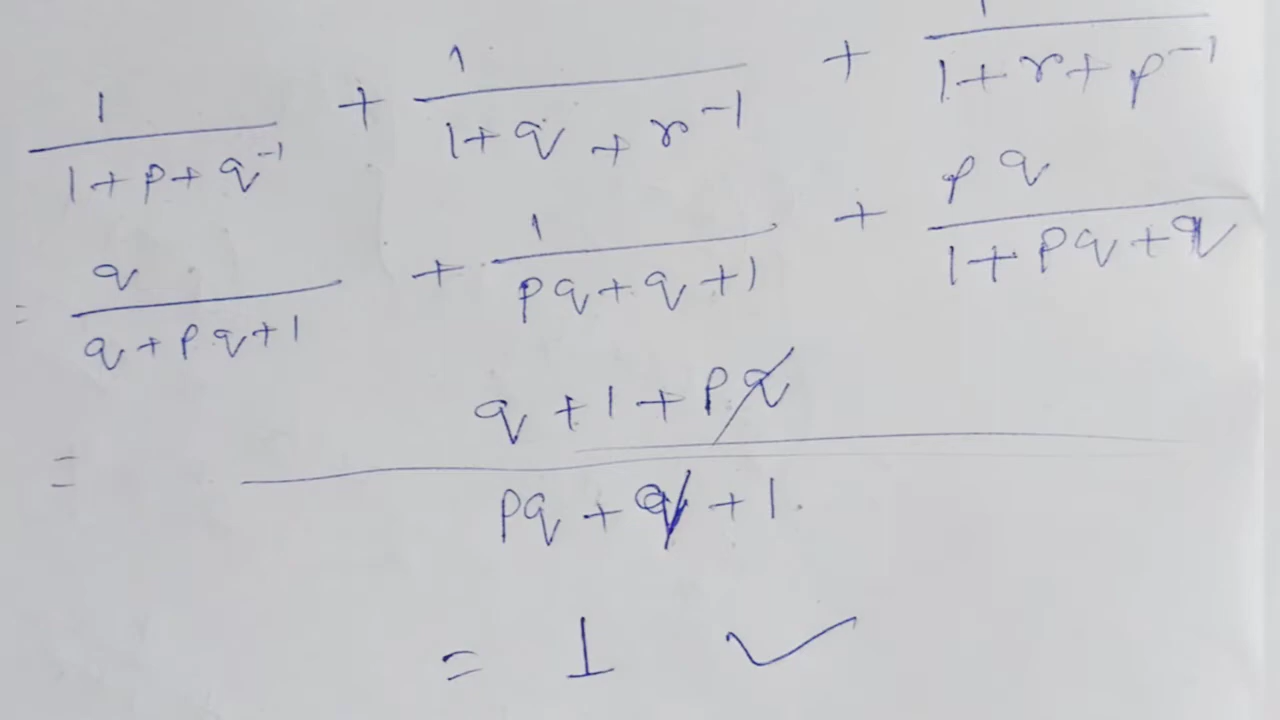 1/(1+p+q⁻¹) + 1/(1+q+r⁻¹) + 1/(1+r+p⁻¹)
= q/(q+pq+1) + 1/(pq+q+1) + pq/(1+pq+q)
= (q+1+pq)/(pq+q+1).
= 1 ✓